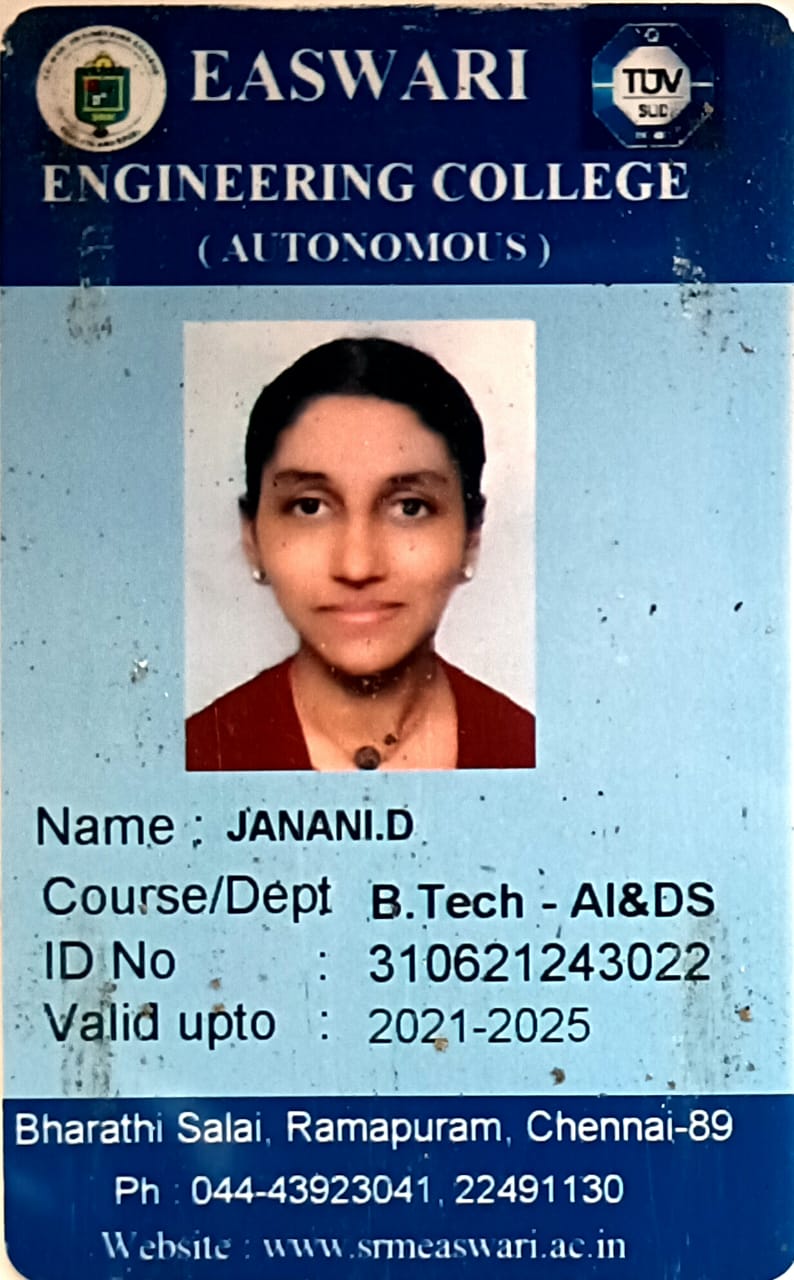 EASWARI
TÜV
SÜD
ENGINEERING COLLEGE
( AUTONOMOUS )
Name : JANANI.D
Course/Dept B.Tech - AI&DS
ID No : 310621243022
Valid upto : 2021-2025
Bharathi Salai, Ramapuram, Chennai-89
Ph : 044-43923041, 22491130
Website : www.srmeaswari.ac.in